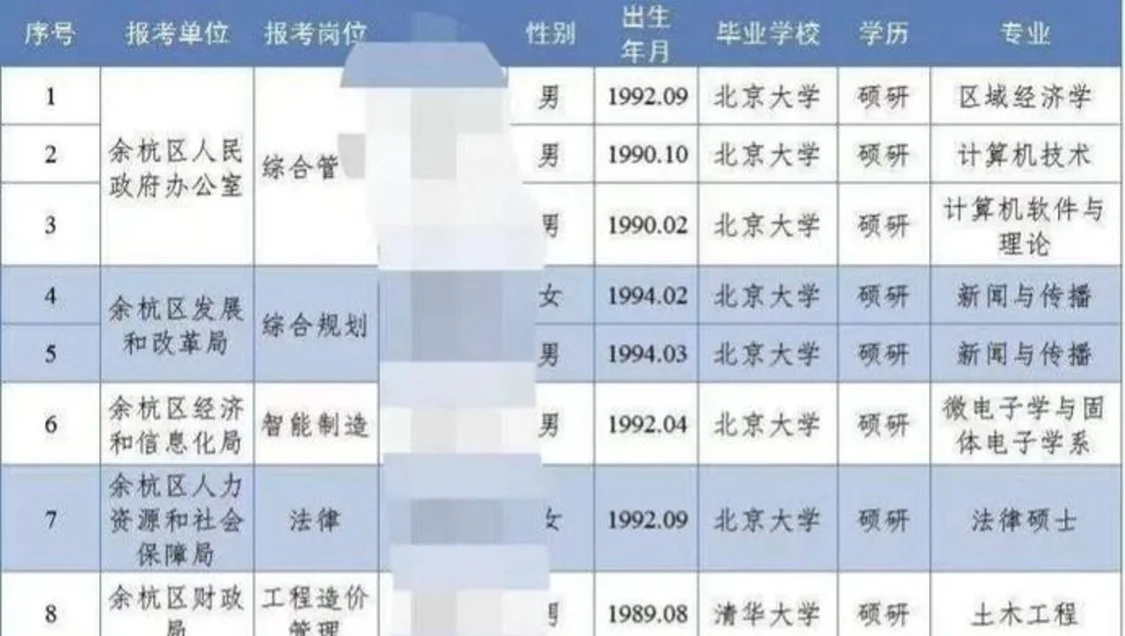 序号 报考单位 报考岗位 性别 出生年月 毕业学校 学历 专业
1 余杭区人民政府办公室 综合管 男 1992.09 北京大学 硕研 区域经济学
2 男 1990.10 北京大学 硕研 计算机技术
3 男 1990.02 北京大学 硕研 计算机软件与理论
4 余杭区发展和改革局 综合规划 女 1994.02 北京大学 硕研 新闻与传播
5 男 1994.03 北京大学 硕研 新闻与传播
6 余杭区经济和信息化局 智能制造 男 1992.04 北京大学 硕研 微电子学与固体电子学系
7 余杭区人力资源和社会保障局 法律 女 1992.09 北京大学 硕研 法律硕士
8 余杭区财政局 工程造价管理 男 1989.08 清华大学 硕研 土木工程